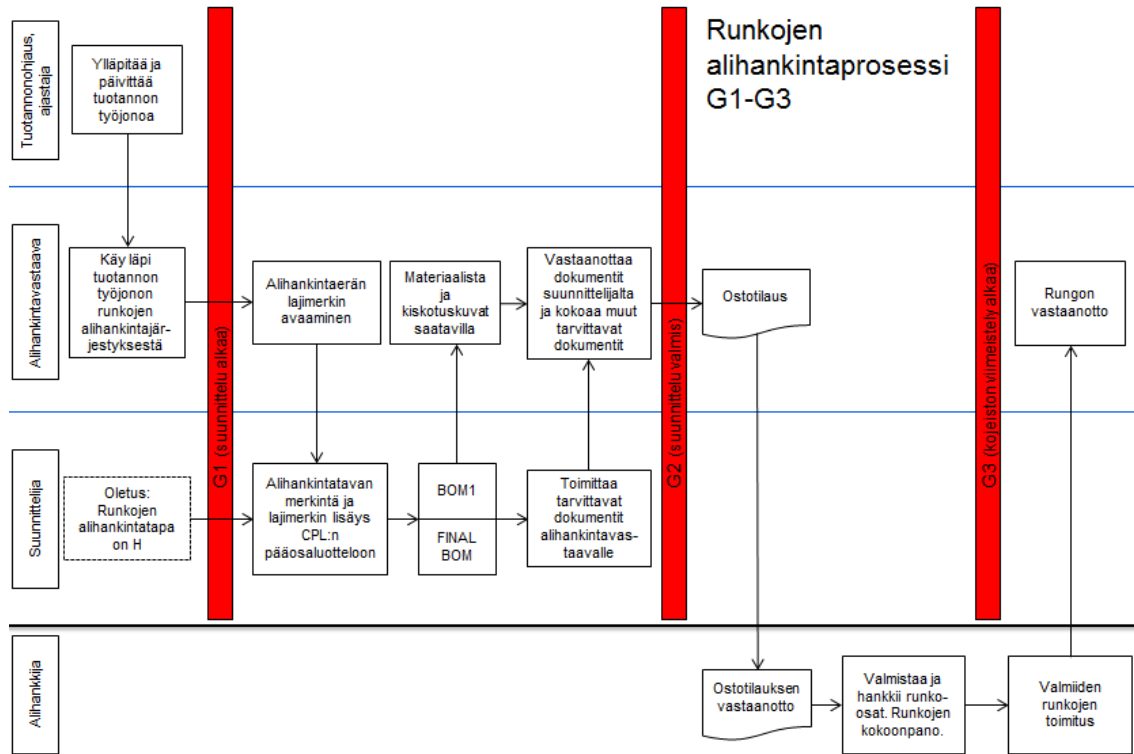 Runkojen
alihankintaprosessi
G1-G3
Tuotannonohjaus,
ajastaja
Ylläpitää ja
päivittää
tuotannon
työjonoa
Alihankintavastaava
Käy läpi
tuotannon
työjonon
runkojen
alihankintajär-
jestyksestä
G1 (suunnittelu alkaa)
Alihankintaerän
lajimerkin
avaaminen
Materiaalista
ja
kiskotuskuvat
saatavilla
Vastaanottaa
dokumentit
suunnittelijalta
ja kokoaa muut
tarvittavat
dokumentit
G2 (suunnittelu valmis)
Ostotilaus
G3 (kojeiston viimeistely alkaa)
Rungon
vastaanotto
Suunnittelija
Oletus:
Runkojen
alihankintatapa
on H
Alihankintatavan
merkintä ja
lajimerkin lisäys
CPL:n
pääosaluotteloon
BOM1
FINAL
BOM
Toimittaa
tarvittavat
dokumentit
alihankintavas-
taavalle
Alihankkija
Ostotilauksen
vastaanotto
Valmistaa ja
hankkii runko-
osat. Runkojen
kokoonpano.
Valmiiden
runkojen
toimitus